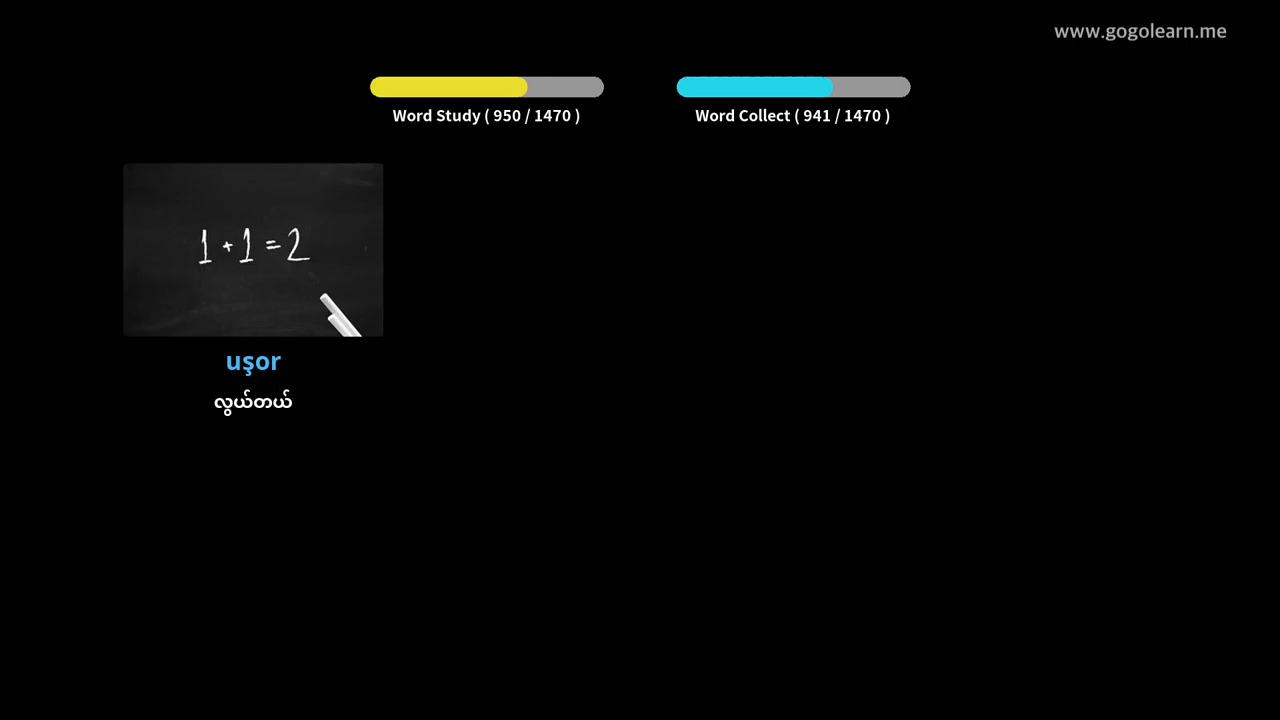 www.gogolearn.me
Word Study ( 950 / 1470 )
Word Collect ( 941 / 1470 )
1 + 1 = 2
uşor
လွယ်တယ်